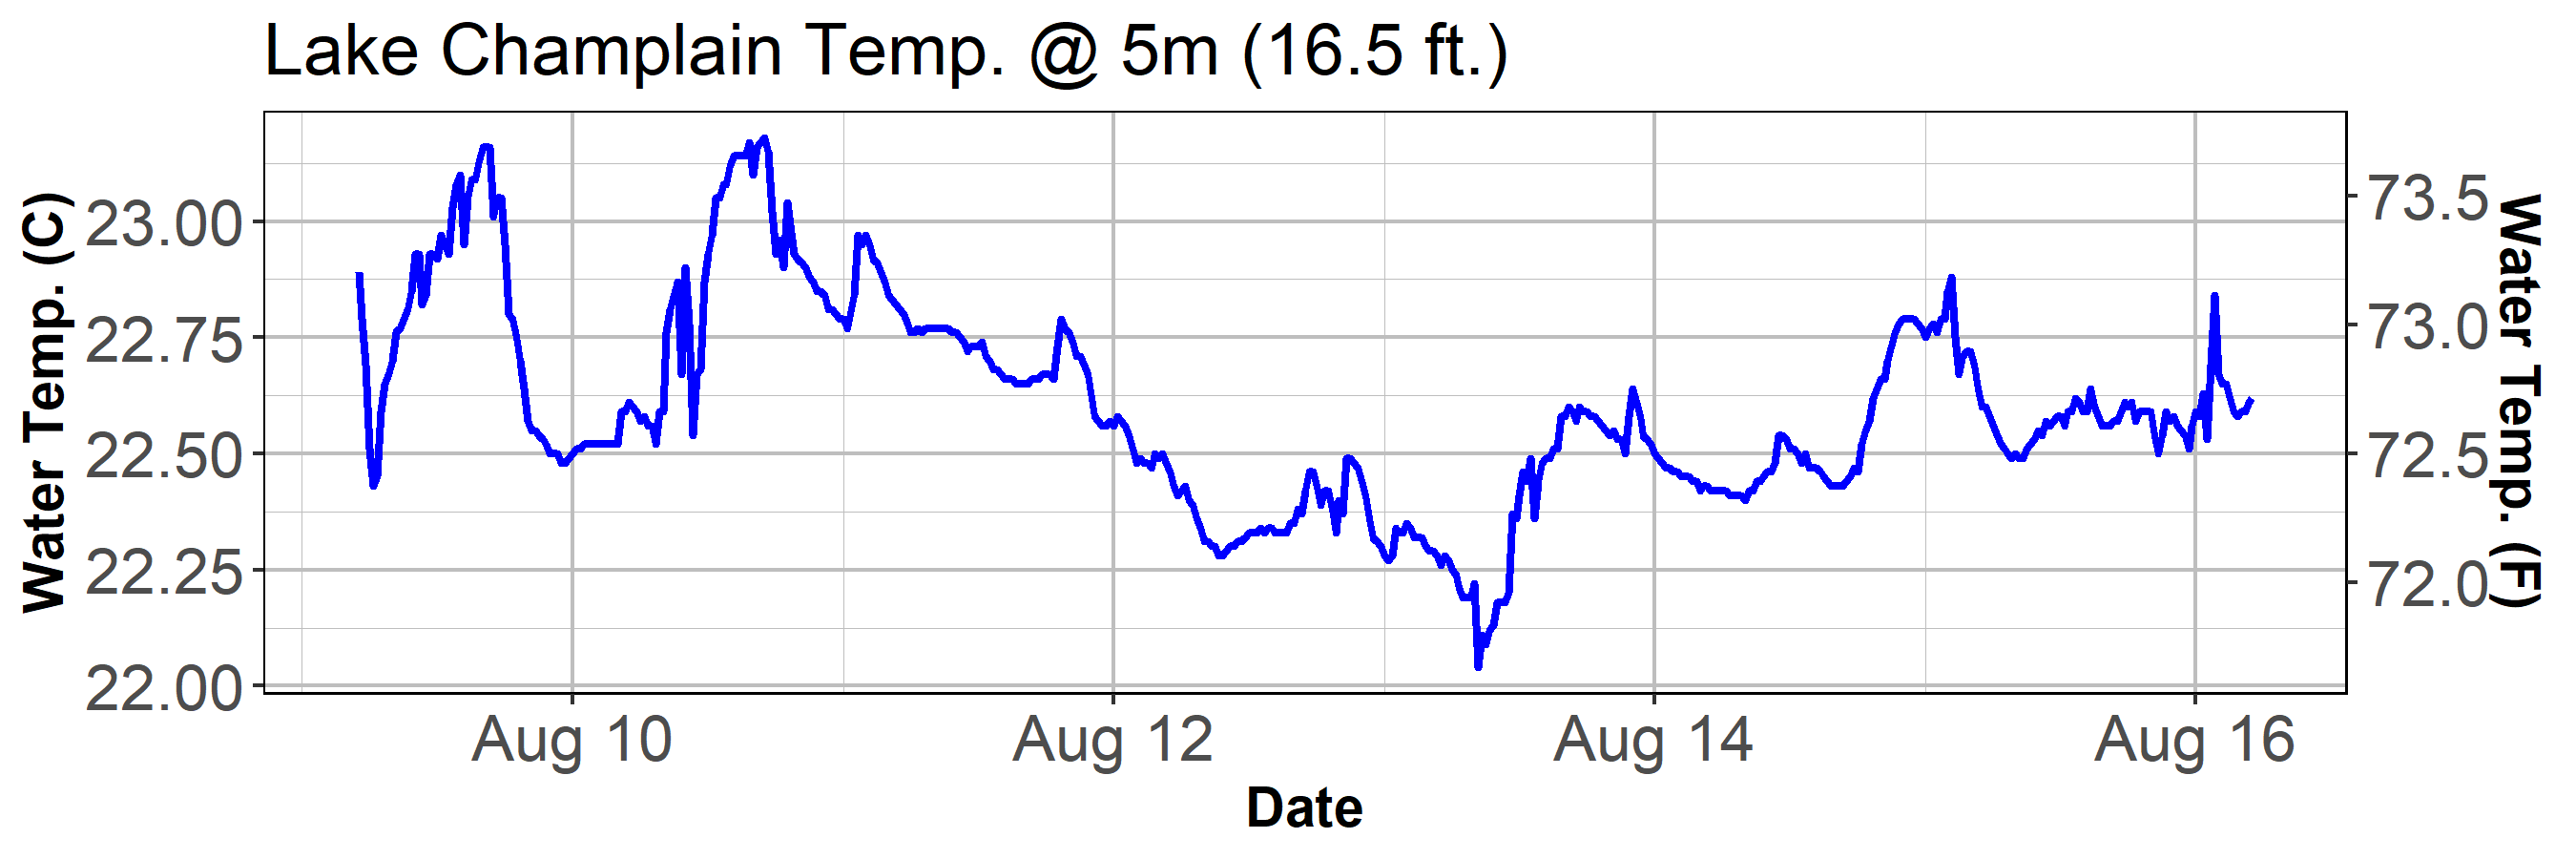 Lake Champlain Temp. @ 5m (16.5 ft.)
Water Temp. (C)
23.00
22.75
22.50
22.25
22.00
73.5
73.0
72.5
72.0
Water Temp. (F)
Aug 10
Aug 12
Aug 14
Aug 16
Date